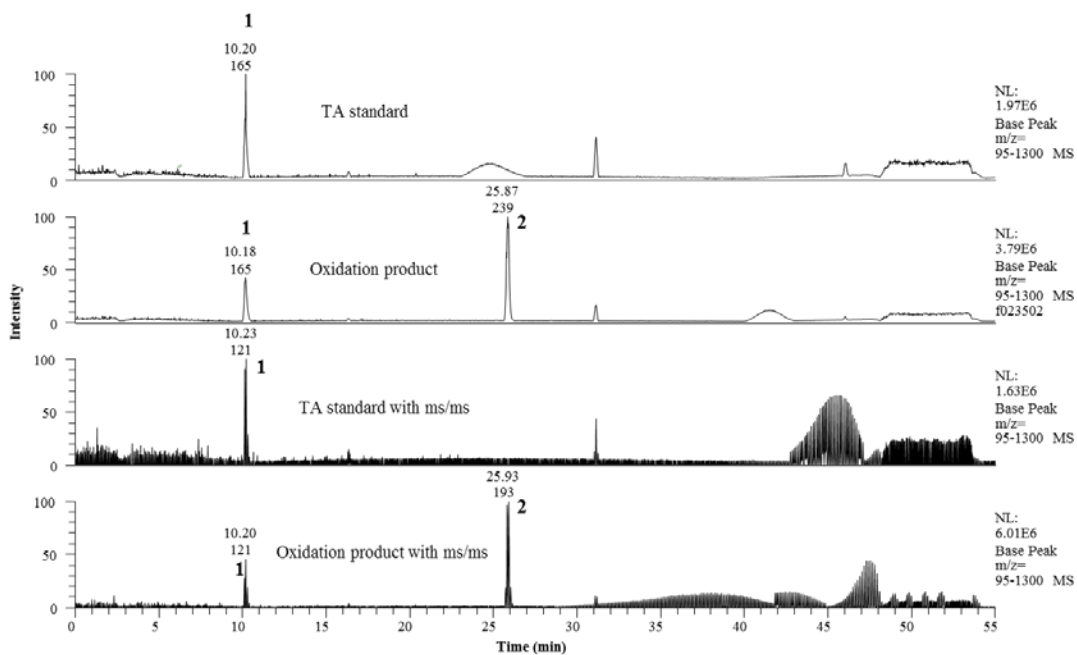 1
10.20
165
100
50
0
TA standard
NL:
1.97E6
Base Peak
m/z=
95-1300 MS
25.87
239
2
1
10.18
165
100
50
0
Oxidation product
NL:
3.79E6
Base Peak
m/z=
95-1300 MS
f023502
Intensity
10.23
121
1
100
50
0
TA standard with ms/ms
NL:
1.63E6
Base Peak
m/z=
95-1300 MS
25.93
193
2
10.20
121
1
100
50
0
Oxidation product with ms/ms
NL:
6.01E6
Base Peak
m/z=
95-1300 MS
0 5 10 15 20 25 30 35 40 45 50 55
Time (min)